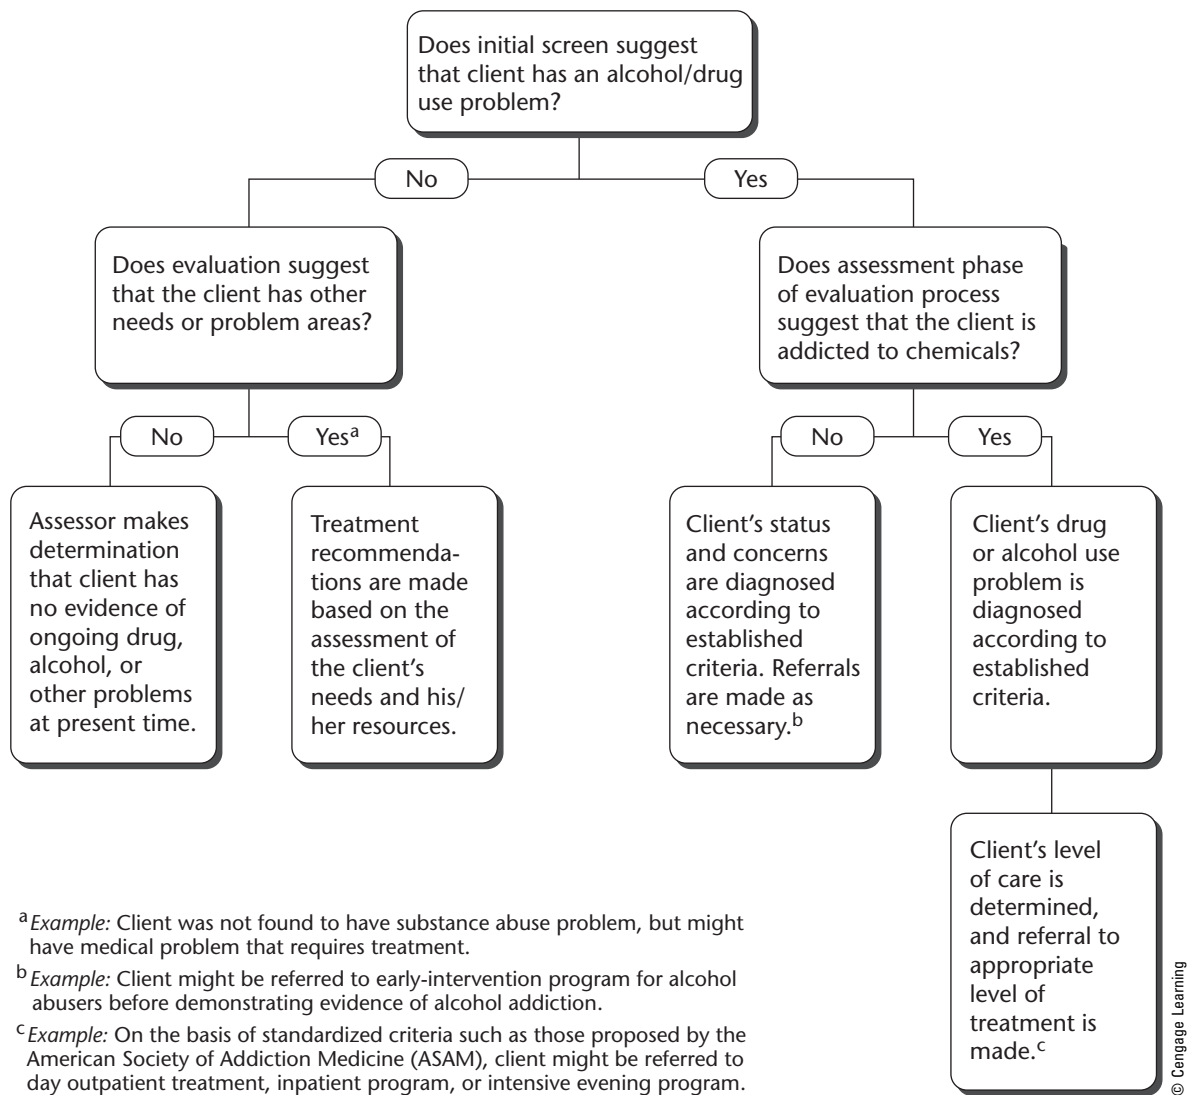 Does initial screen suggest
that client has an alcohol/drug
use problem?
No
Yes
Does evaluation suggest
that the client has other
needs or problem areas?
Does assessment phase
of evaluation process
suggest that the client is
addicted to chemicals?
No
Yesᵃ
No
Yes
Assessor makes
determination
that client has
no evidence of
ongoing drug,
alcohol, or
other problems
at present time.
Treatment
recommenda-
tions are made
based on the
assessment of
the client’s
needs and his/
her resources.
Client’s status
and concerns
are diagnosed
according to
established
criteria. Referrals
are made as
necessary.ᵇ
Client’s drug
or alcohol use
problem is
diagnosed
according to
established
criteria.
Client’s level
of care is
determined,
and referral to
appropriate
level of
treatment is
made.ᶜ
ᵃ Example: Client was not found to have substance abuse problem, but might
have medical problem that requires treatment.
ᵇ Example: Client might be referred to early-intervention program for alcohol
abusers before demonstrating evidence of alcohol addiction.
ᶜ Example: On the basis of standardized criteria such as those proposed by the
American Society of Addiction Medicine (ASAM), client might be referred to
day outpatient treatment, inpatient program, or intensive evening program.
© Cengage Learning